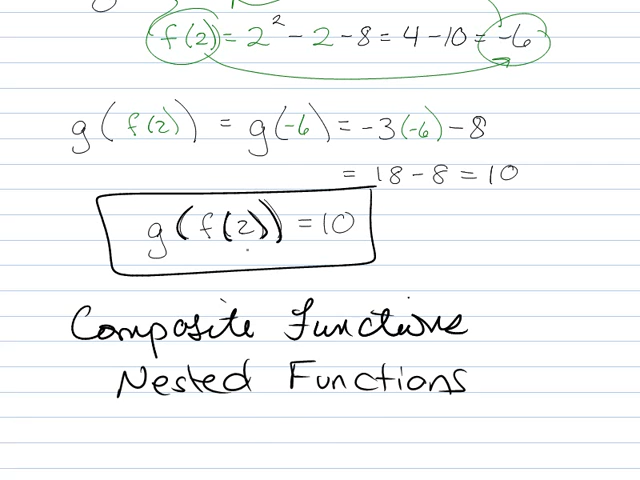 f(2) = 2² - 2 - 8 = 4 - 10 = -6
g(f(2)) = g(-6) = -3(-6) - 8
= 18 - 8 = 10
g(f(2)) = 10
Composite Functions
Nested Functions